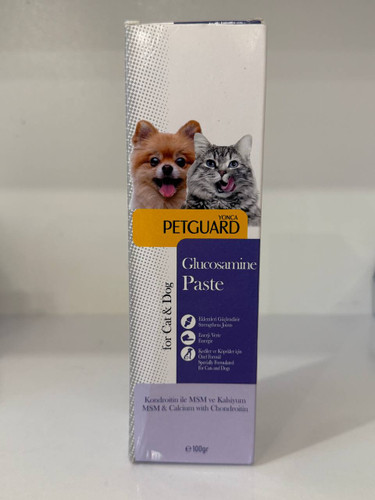 YONCA
PETGUARD
Glucosamine
Paste
for Cat & Dog
Eklemleri Güçlendirir
Strengthens Joints
Enerji Verir
Energize
Kediler ve Köpekler için
Özel Formül
Specially Formulated
for Cats and Dogs
Kondroitin ile MSM ve Kalsiyum
MSM & Calcium with Chondroitin
℮100gr